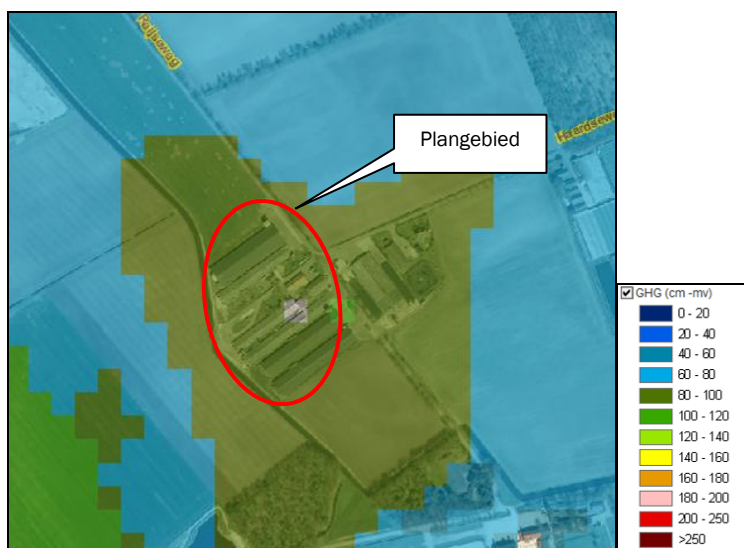 Reijseweg
Plangebied
GHG (cm -mv)
0 - 20
20 - 40
40 - 60
60 - 80
80 - 100
100 - 120
120 - 140
140 - 160
160 - 180
180 - 200
200 - 250
>250